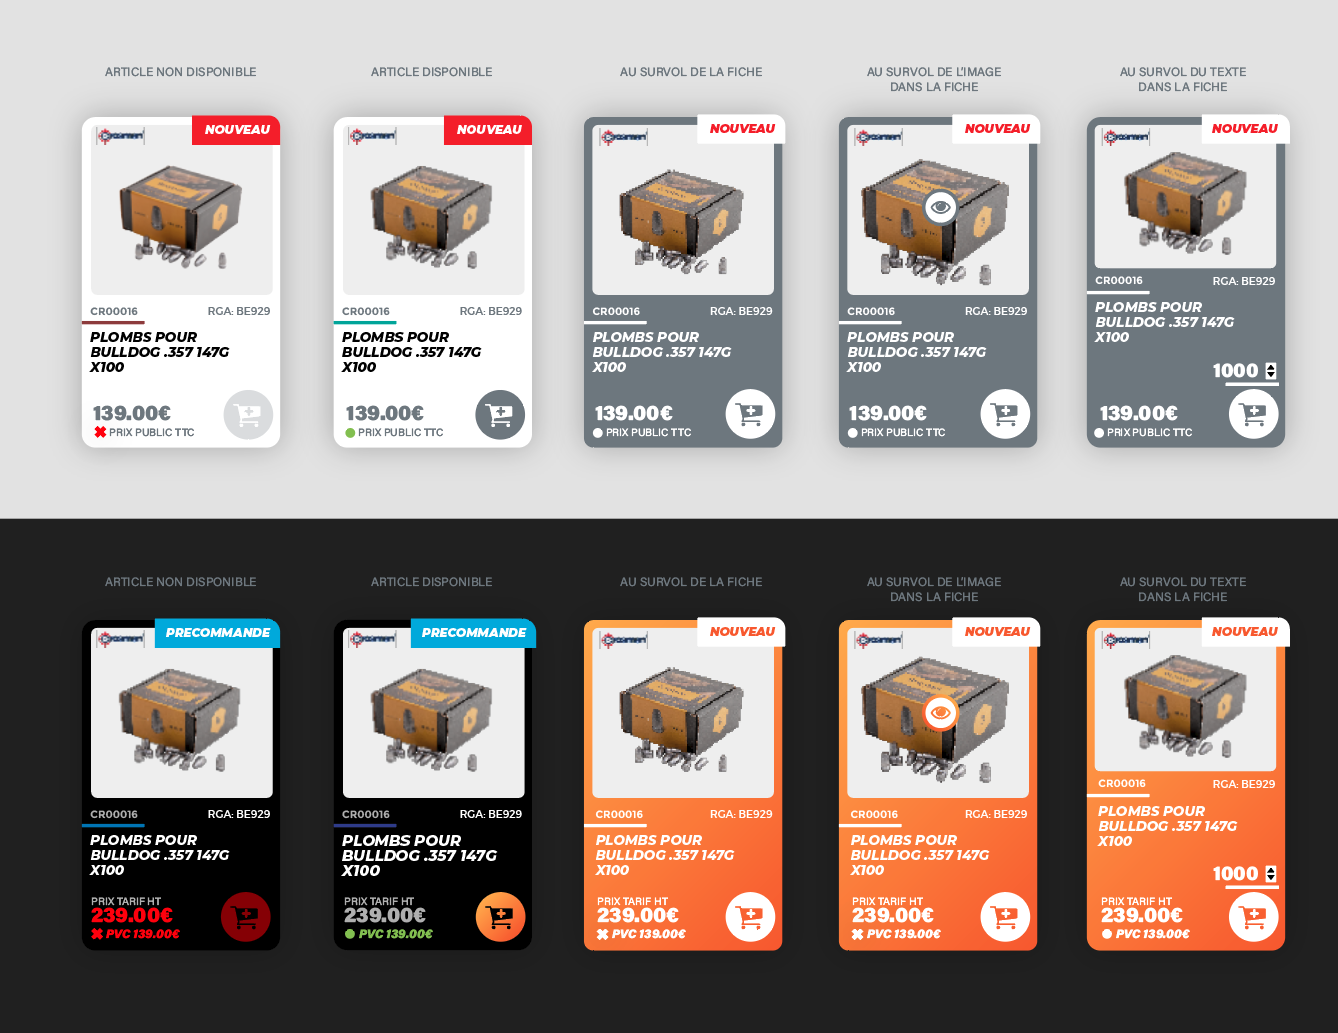 ARTICLE NON DISPONIBLE
ARTICLE DISPONIBLE
AU SURVOL DE LA FICHE
AU SURVOL DE L'IMAGE
DANS LA FICHE
AU SURVOL DU TEXTE
DANS LA FICHE
NOUVEAU
CR00016 RGA: BE929
PLOMBS POUR
BULLDOG .357 147G
X100
139.00€
PRIX PUBLIC TTC
NOUVEAU
CR00016 RGA: BE929
PLOMBS POUR
BULLDOG .357 147G
X100
139.00€
PRIX PUBLIC TTC
NOUVEAU
CR00016 RGA: BE929
PLOMBS POUR
BULLDOG .357 147G
X100
139.00€
PRIX PUBLIC TTC
NOUVEAU
CR00016 RGA: BE929
PLOMBS POUR
BULLDOG .357 147G
X100
139.00€
PRIX PUBLIC TTC
NOUVEAU
CR00016 RGA: BE929
PLOMBS POUR
BULLDOG .357 147G
X100
1000
139.00€
PRIX PUBLIC TTC
ARTICLE NON DISPONIBLE
ARTICLE DISPONIBLE
AU SURVOL DE LA FICHE
AU SURVOL DE L'IMAGE
DANS LA FICHE
AU SURVOL DU TEXTE
DANS LA FICHE
PRECOMMANDE
CR00016 RGA: BE929
PLOMBS POUR
BULLDOG .357 147G
X100
PRIX TARIF HT
239.00€
PVC 139.00€
PRECOMMANDE
CR00016 RGA: BE929
PLOMBS POUR
BULLDOG .357 147G
X100
PRIX TARIF HT
239.00€
PVC 139.00€
NOUVEAU
CR00016 RGA: BE929
PLOMBS POUR
BULLDOG .357 147G
X100
PRIX TARIF HT
239.00€
PVC 139.00€
NOUVEAU
CR00016 RGA: BE929
PLOMBS POUR
BULLDOG .357 147G
X100
PRIX TARIF HT
239.00€
PVC 139.00€
NOUVEAU
CR00016 RGA: BE929
PLOMBS POUR
BULLDOG .357 147G
X100
1000
PRIX TARIF HT
239.00€
PVC 139.00€